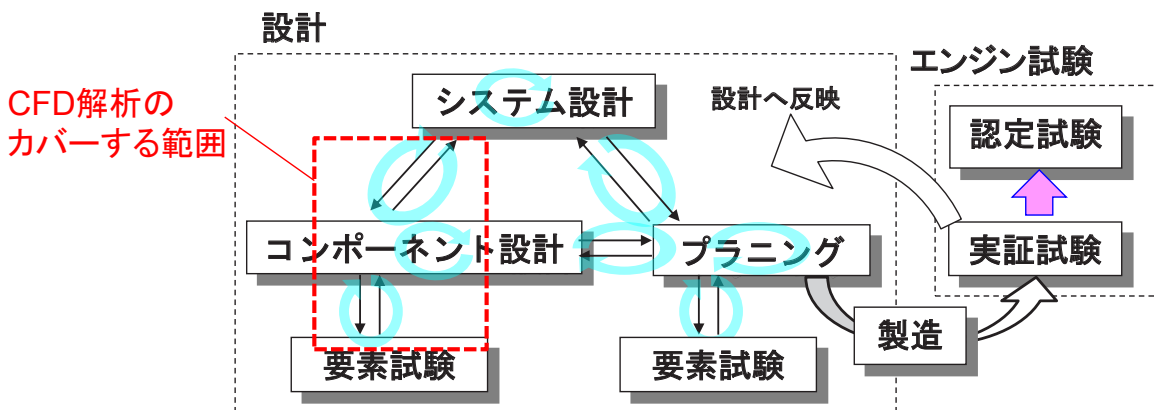 設計
エンジン試験
CFD解析の
カバーする範囲
システム設計
設計へ反映
認定試験
コンポーネント設計
プラニング
実証試験
製造
要素試験
要素試験